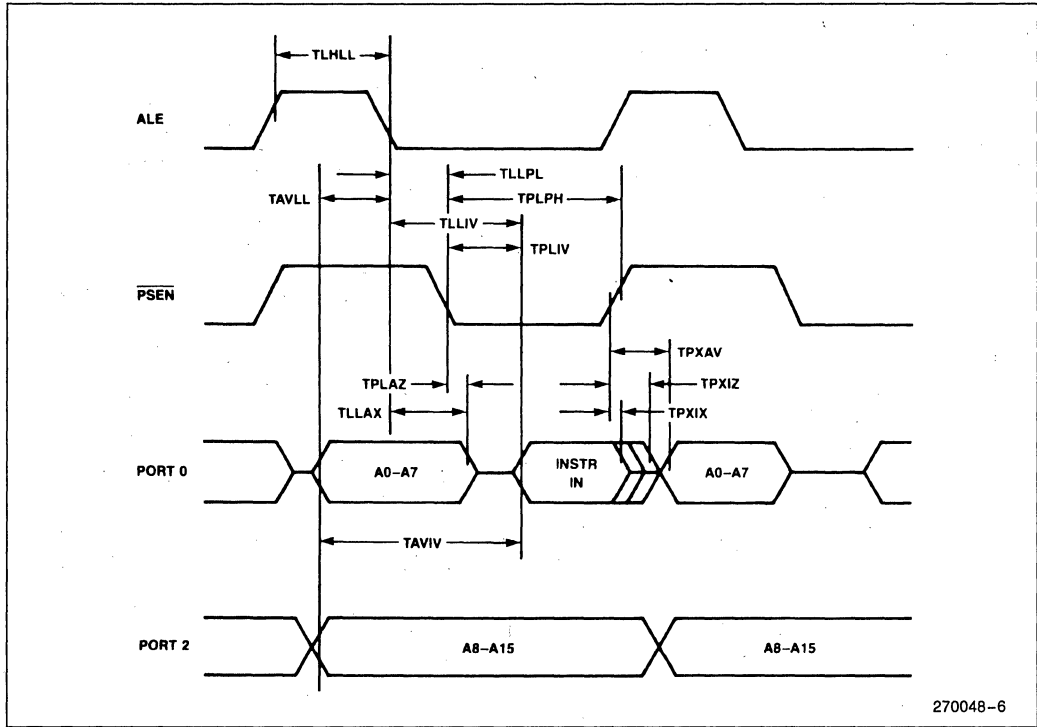 TLHLL
ALE
TLLPL
TAVLL
TPLPH
TLLIV
TPLIV
PSEN
TPXAV
TPLAZ
TPXIZ
TLLAX
TPXIX
PORT 0
A0–A7
INSTR
IN
A0–A7
TAVIV
PORT 2
A8–A15
A8–A15
270048–6